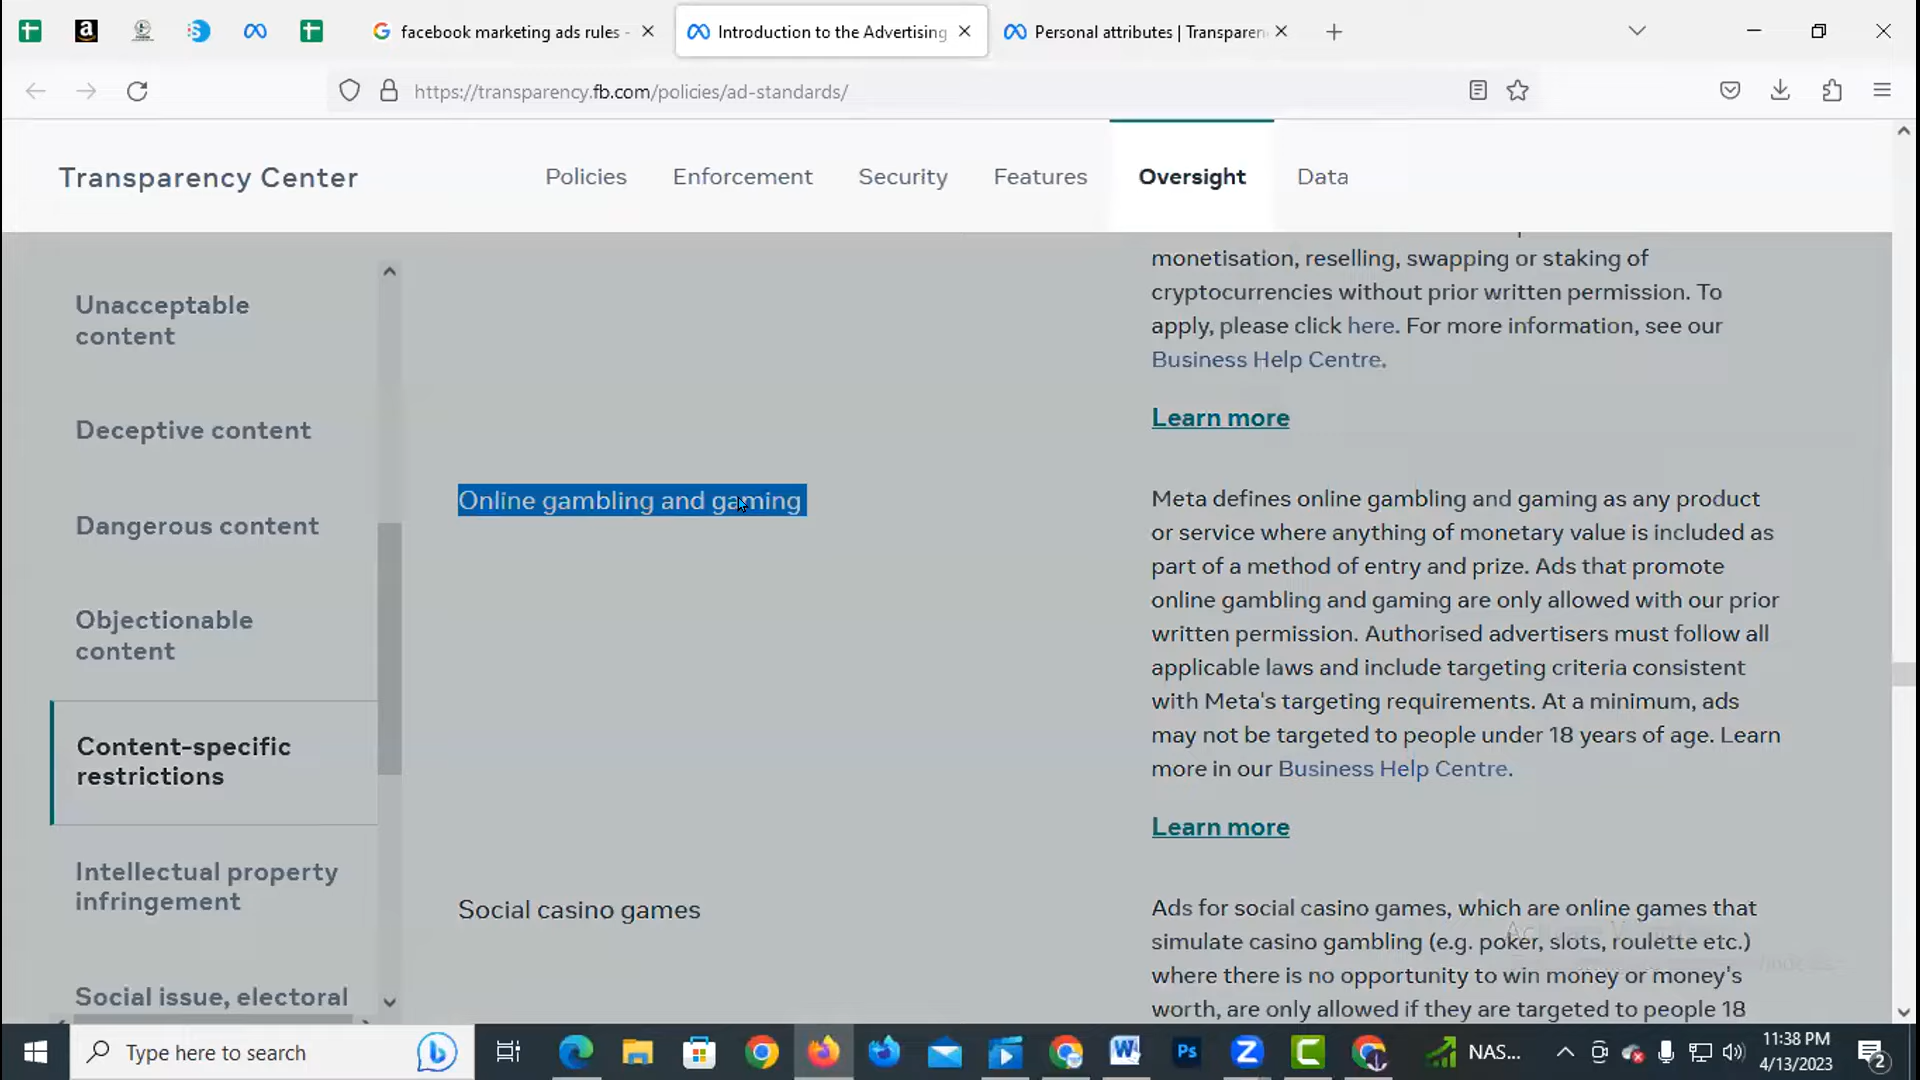 facebook marketing ads rules -
Introduction to the Advertising
Personal attributes | Transparen
https://transparency.fb.com/policies/ad-standards/
Transparency Center
Policies
Enforcement
Security
Features
Oversight
Data
Unacceptable
content
Deceptive content
Dangerous content
Objectionable
content
Content-specific
restrictions
Intellectual property
infringement
Social issue, electoral
monetisation, reselling, swapping or staking of
cryptocurrencies without prior written permission. To
apply, please click here. For more information, see our
Business Help Centre.
Learn more
Online gambling and gaming
Meta defines online gambling and gaming as any product
or service where anything of monetary value is included as
part of a method of entry and prize. Ads that promote
online gambling and gaming are only allowed with our prior
written permission. Authorised advertisers must follow all
applicable laws and include targeting criteria consistent
with Meta's targeting requirements. At a minimum, ads
may not be targeted to people under 18 years of age. Learn
more in our Business Help Centre.
Learn more
Social casino games
Ads for social casino games, which are online games that
simulate casino gambling (e.g. poker, slots, roulette etc.)
where there is no opportunity to win money or money's
worth, are only allowed if they are targeted to people 18
Type here to search
NAS...
11:38 PM
4/13/2023
2